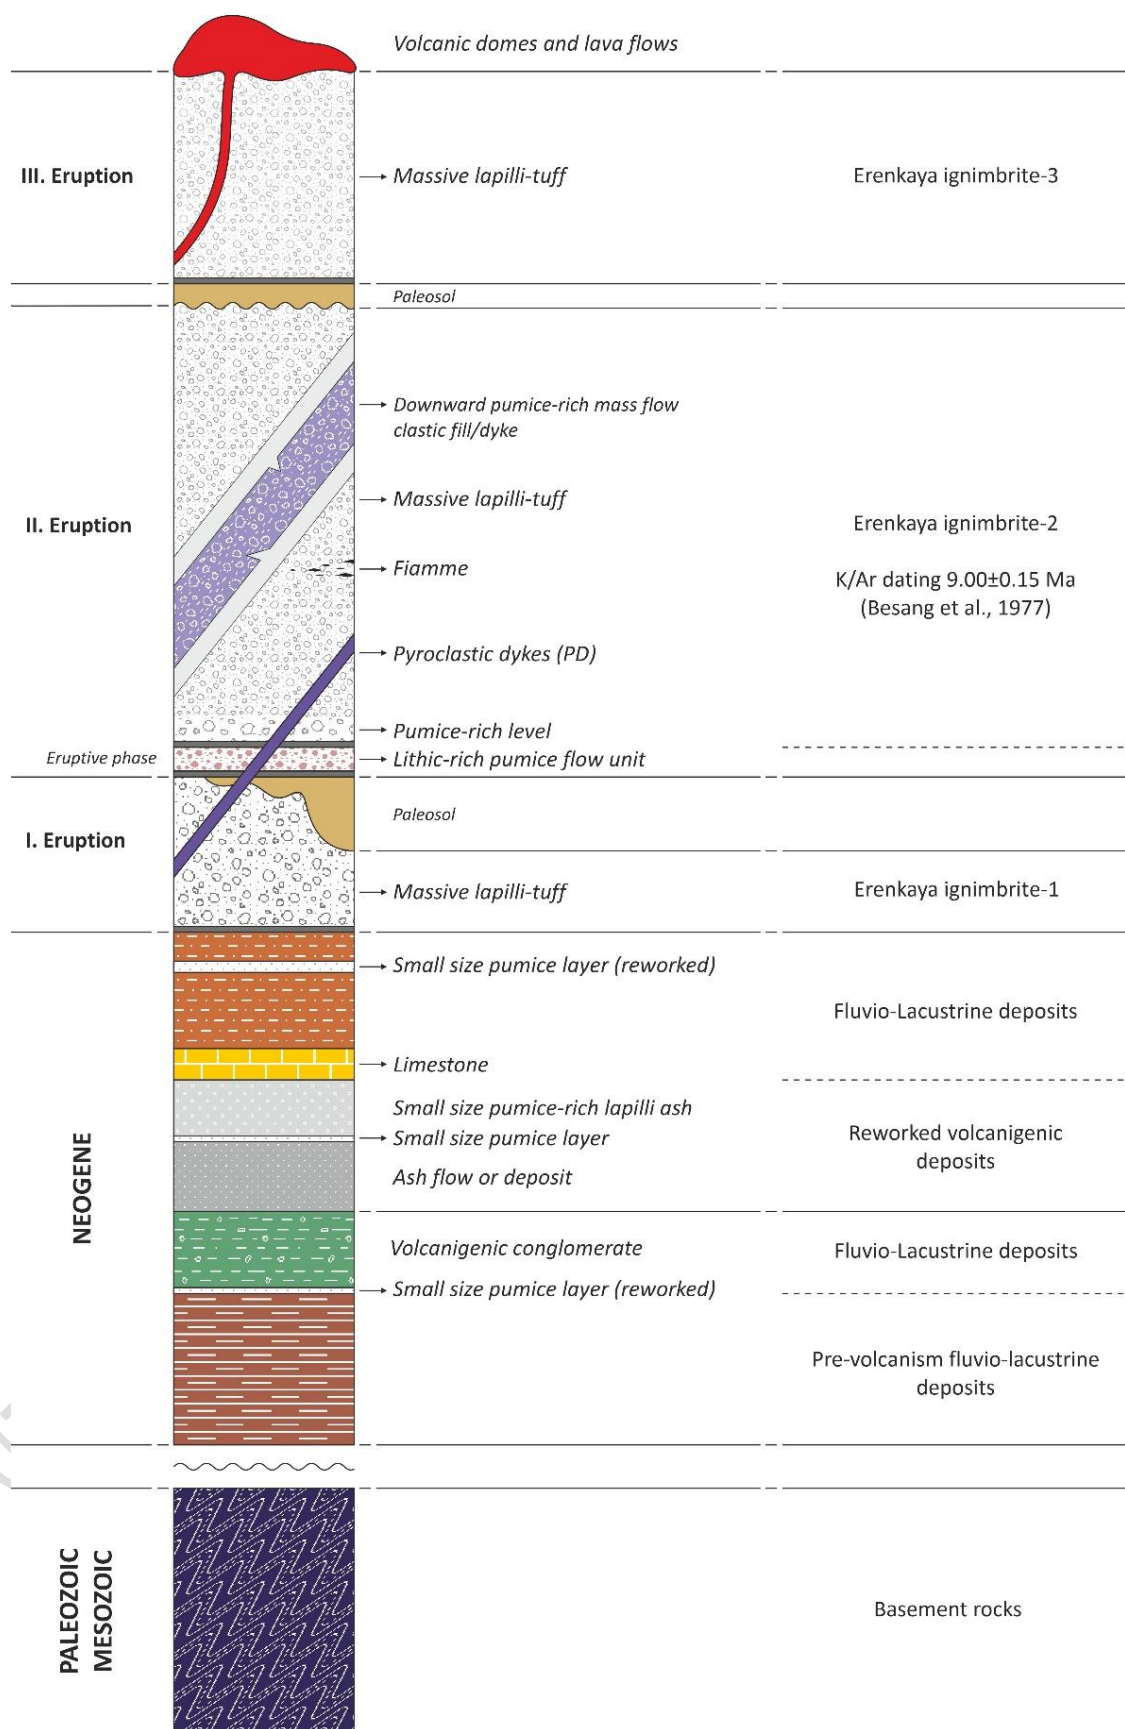 Volcanic domes and lava flows
III. Eruption
Massive lapilli-tuff
Erenkaya ignimbrite-3
Paleosol
Downward pumice-rich mass flow
clastic fill/dyke
Massive lapilli-tuff
II. Eruption
Erenkaya ignimbrite-2
Fiamme
K/Ar dating 9.00±0.15 Ma
(Besang et al., 1977)
Pyroclastic dykes (PD)
Pumice-rich level
Eruptive phase
Lithic-rich pumice flow unit
Paleosol
I. Eruption
Massive lapilli-tuff
Erenkaya ignimbrite-1
Small size pumice layer (reworked)
Fluvio-Lacustrine deposits
Limestone
Small size pumice-rich lapilli ash
Small size pumice layer
Reworked volcanigenic
deposits
Ash flow or deposit
NEOGENE
Volcanigenic conglomerate
Fluvio-Lacustrine deposits
Small size pumice layer (reworked)
Pre-volcanism fluvio-lacustrine
deposits
PALEOZOIC
MESOZOIC
Basement rocks